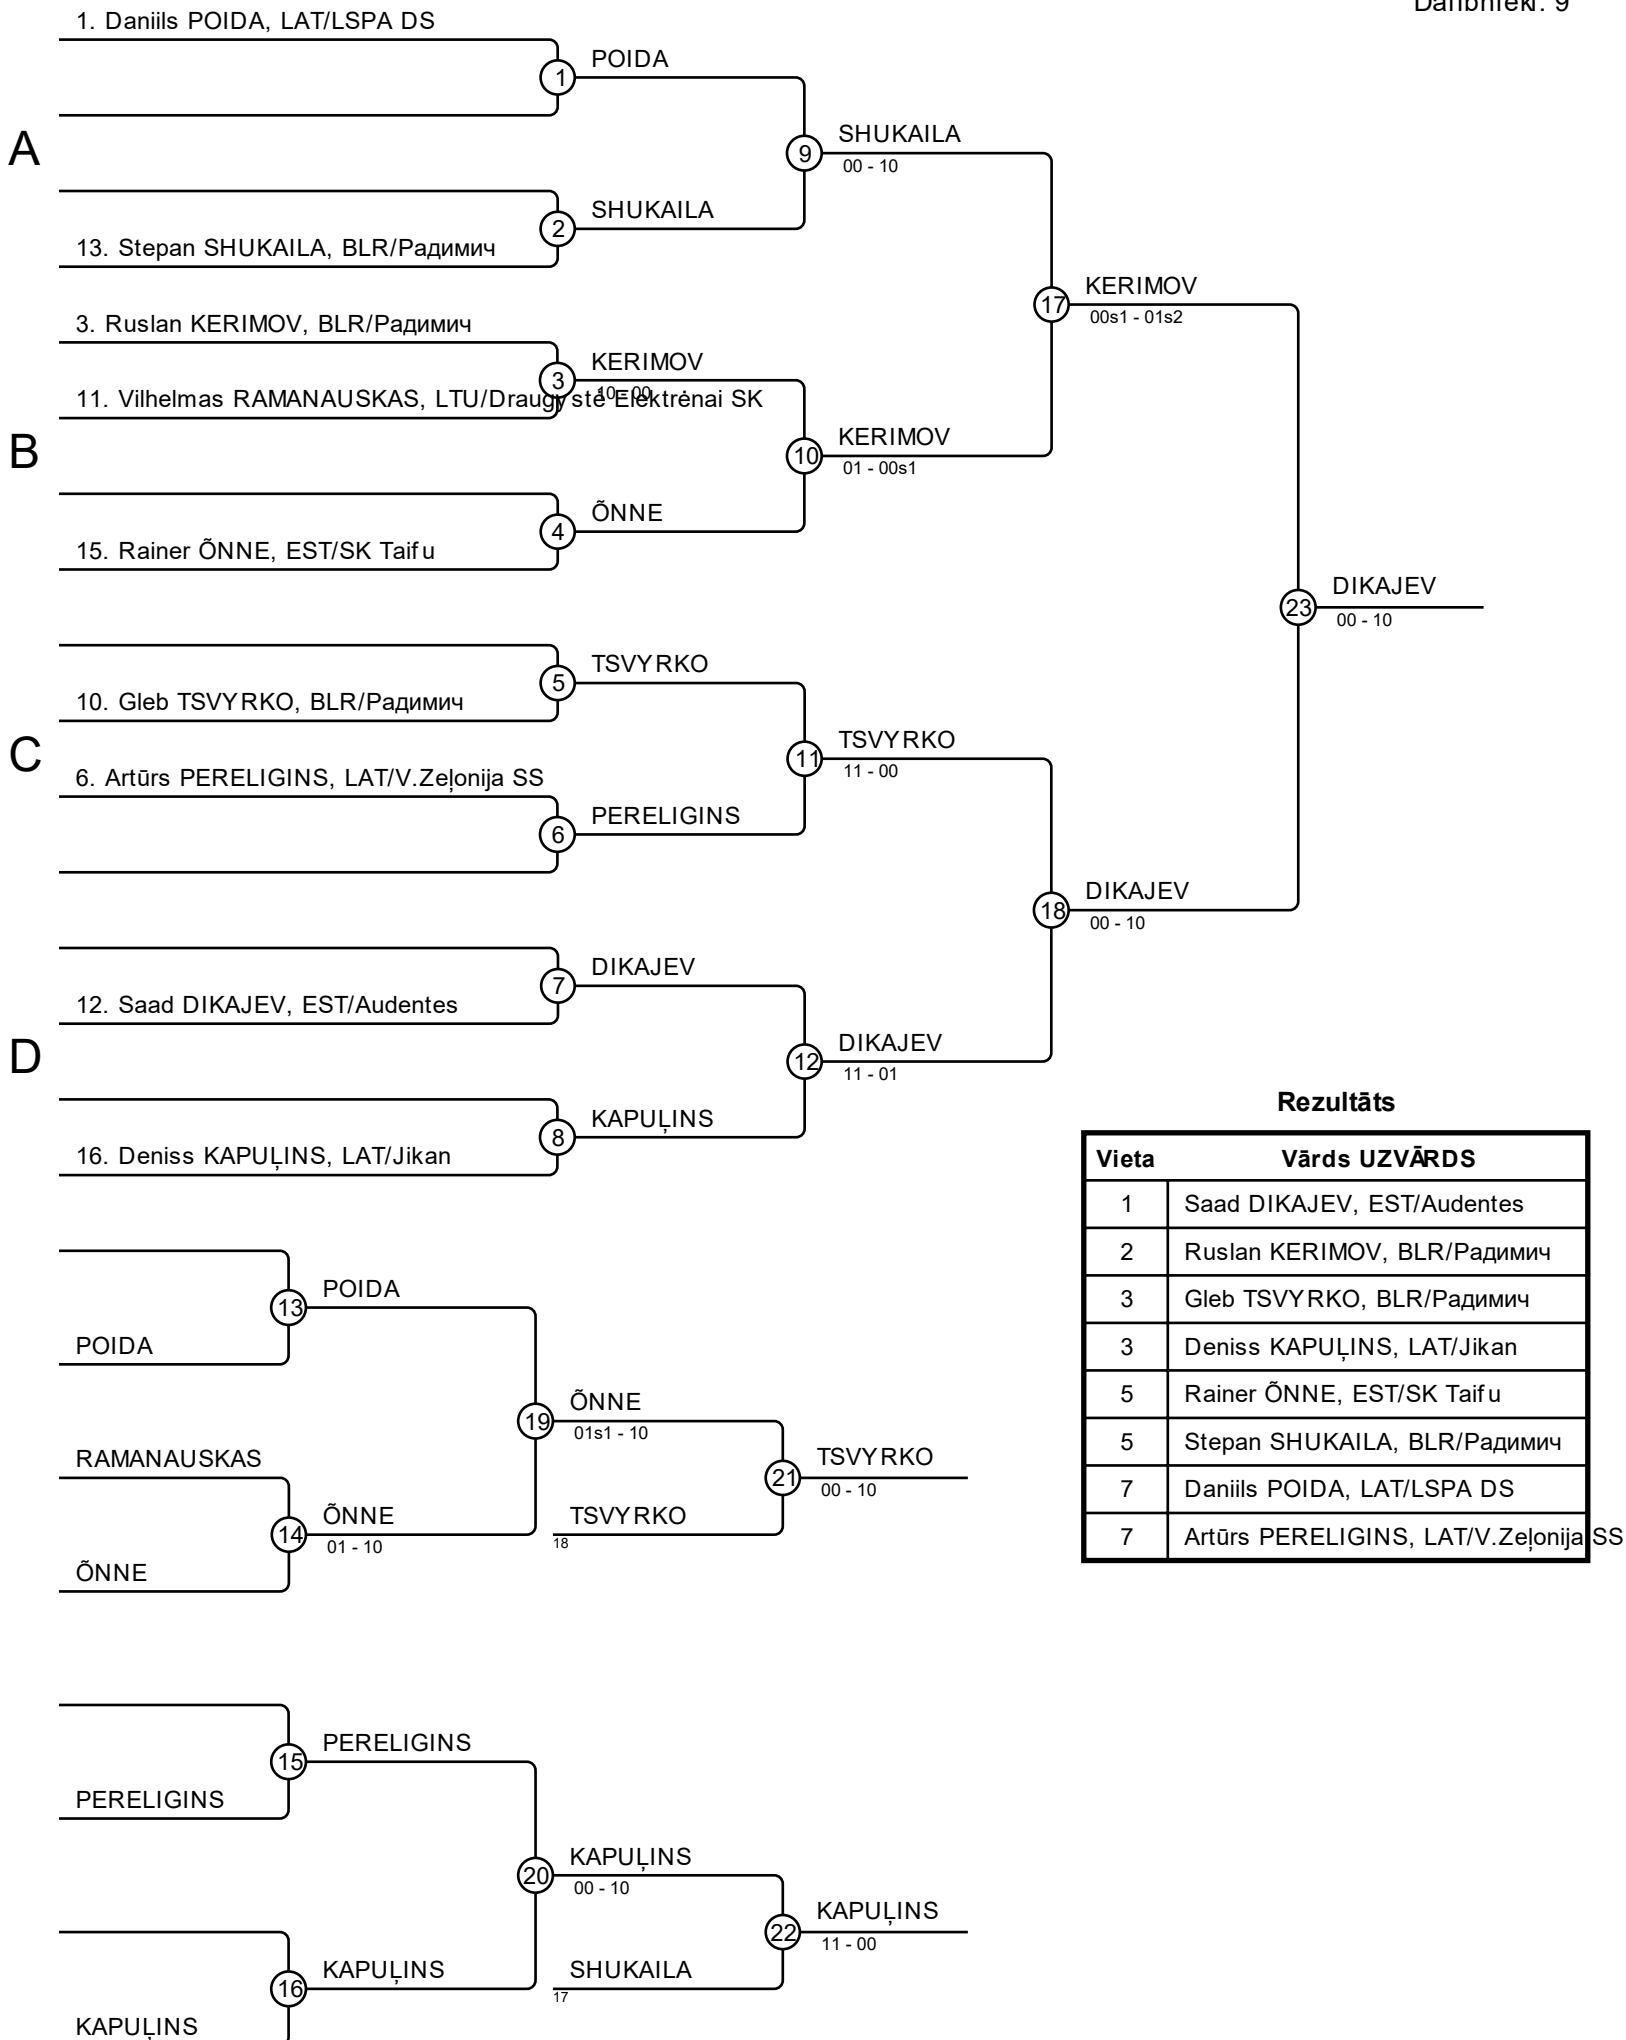 1. Daniils POIDA, LAT/LSPA DS
POIDA
1
A
SHUKAILA
9
00 - 10
SHUKAILA
2
13. Stepan SHUKAILA, BLR/Радимич
KERIMOV
17
00s1 - 01s2
3. Ruslan KERIMOV, BLR/Радимич
KERIMOV
3
10 - 00
11. Vilhelmas RAMANAUSKAS, LTU/Draugystė Elektrėnai SK
B
KERIMOV
10
01 - 00s1
ÕNNE
4
15. Rainer ÕNNE, EST/SK Taifu
DIKAJEV
23
00 - 10
TSVYRKO
5
10. Gleb TSVYRKO, BLR/Радимич
C
TSVYRKO
11
11 - 00
6. Artūrs PERELIGINS, LAT/V.Zeļonija SS
PERELIGINS
6
DIKAJEV
18
00 - 10
DIKAJEV
7
12. Saad DIKAJEV, EST/Audentes
D
DIKAJEV
12
11 - 01
KAPUĻINS
8
16. Deniss KAPUĻINS, LAT/Jikan
Rezultāts
Vieta Vārds UZVĀRDS
1 Saad DIKAJEV, EST/Audentes
2 Ruslan KERIMOV, BLR/Радимич
3 Gleb TSVYRKO, BLR/Радимич
3 Deniss KAPUĻINS, LAT/Jikan
5 Rainer ÕNNE, EST/SK Taifu
5 Stepan SHUKAILA, BLR/Радимич
7 Daniils POIDA, LAT/LSPA DS
7 Artūrs PERELIGINS, LAT/V.Zeļonija SS
POIDA
13
POIDA
ÕNNE
19
01s1 - 10
RAMANAUSKAS
TSVYRKO
21
00 - 10
ÕNNE
14
01 - 10
TSVYRKO
18
ÕNNE
PERELIGINS
15
PERELIGINS
KAPUĻINS
20
00 - 10
KAPUĻINS
22
11 - 00
KAPUĻINS
16
SHUKAILA
17
KAPUĻINS